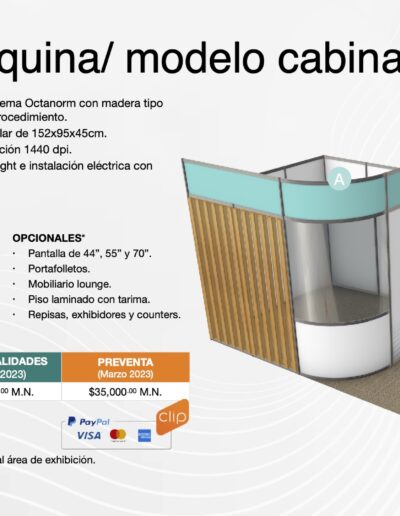 quina/ modelo cabina
ema Octanorm con madera tipo
rocedimiento.
lar de 152x95x45cm.
ción 1440 dpi.
ght e instalación eléctrica con
A
OPCIONALES*
· Pantalla de 44”, 55” y 70”.
· Portafolletos.
· Mobiliario lounge.
· Piso laminado con tarima.
· Repisas, exhibidores y counters.
ALIDADES PREVENTA
2023) (Marzo 2023)
.00 M.N. $35,000.00 M.N.
PayPal clip
VISA
al área de exhibición.